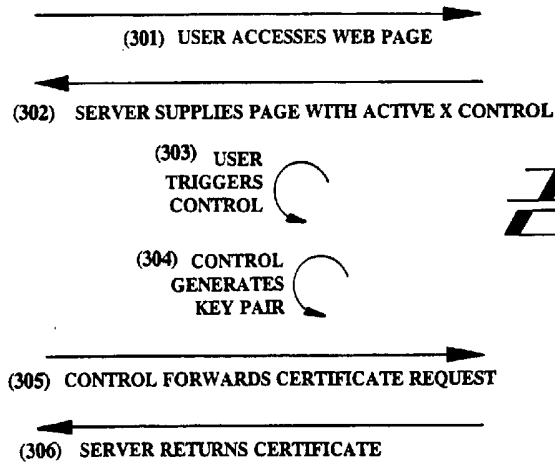 (301) USER ACCESSES WEB PAGE
(302) SERVER SUPPLIES PAGE WITH ACTIVE X CONTROL
(303) USER
TRIGGERS
CONTROL
(304) CONTROL
GENERATES
KEY PAIR
(305) CONTROL FORWARDS CERTIFICATE REQUEST
(306) SERVER RETURNS CERTIFICATE